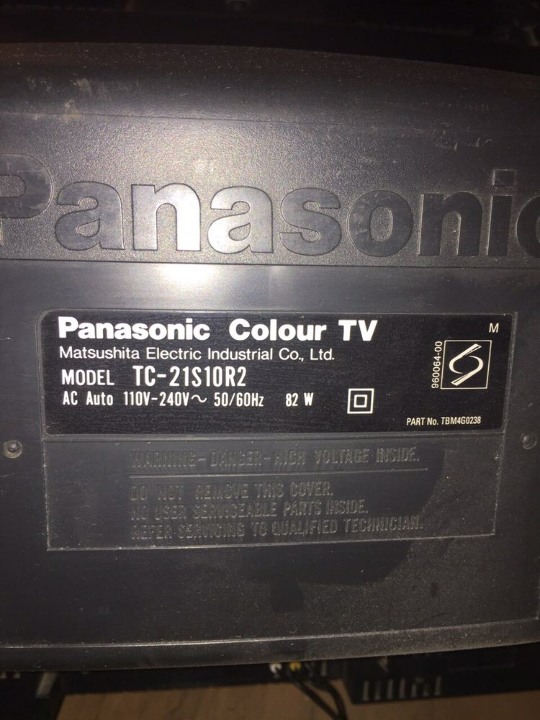 Panasonic
Panasonic Colour TV
Matsushita Electric Industrial Co., Ltd.
MODEL TC-21S10R2
AC Auto 110V-240V~ 50/60Hz 82 W
M
960064-00
PART No. TBM4G0238
WARNING-DANGER-HIGH VOLTAGE INSIDE.
DO NOT REMOVE THIS COVER.
NO USER SERVICEABLE PARTS INSIDE.
REFER SERVICING TO QUALIFIED TECHNICIAN.